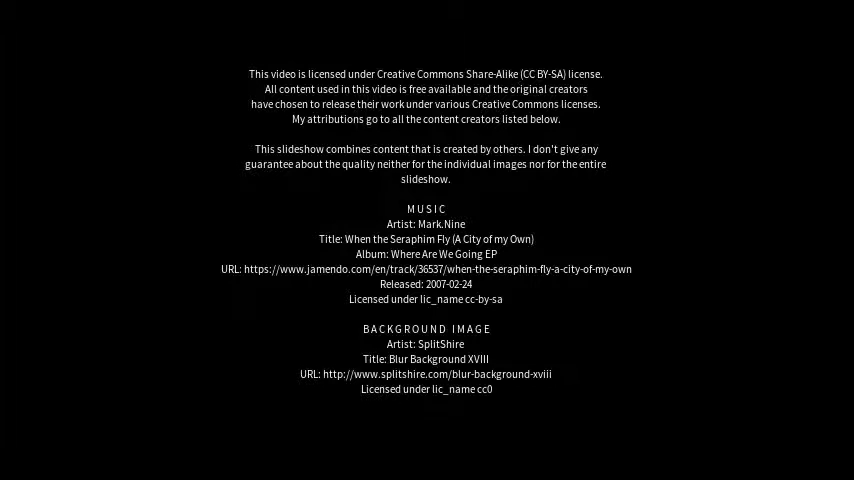 This video is licensed under Creative Commons Share-Alike (CC BY-SA) license.
All content used in this video is free available and the original creators
have chosen to release their work under various Creative Commons licenses.
My attributions go to all the content creators listed below.
This slideshow combines content that is created by others. I don't give any
guarantee about the quality neither for the individual images nor for the entire
slideshow.
MUSIC
Artist: Mark.Nine
Title: When the Seraphim Fly (A City of my Own)
Album: Where Are We Going EP
URL: https://www.jamendo.com/en/track/36537/when-the-seraphim-fly-a-city-of-my-own
Released: 2007-02-24
Licensed under lic_name cc-by-sa
BACKGROUND IMAGE
Artist: SplitShire
Title: Blur Background XVIII
URL: http://www.splitshire.com/blur-background-xviii
Licensed under lic_name cc0